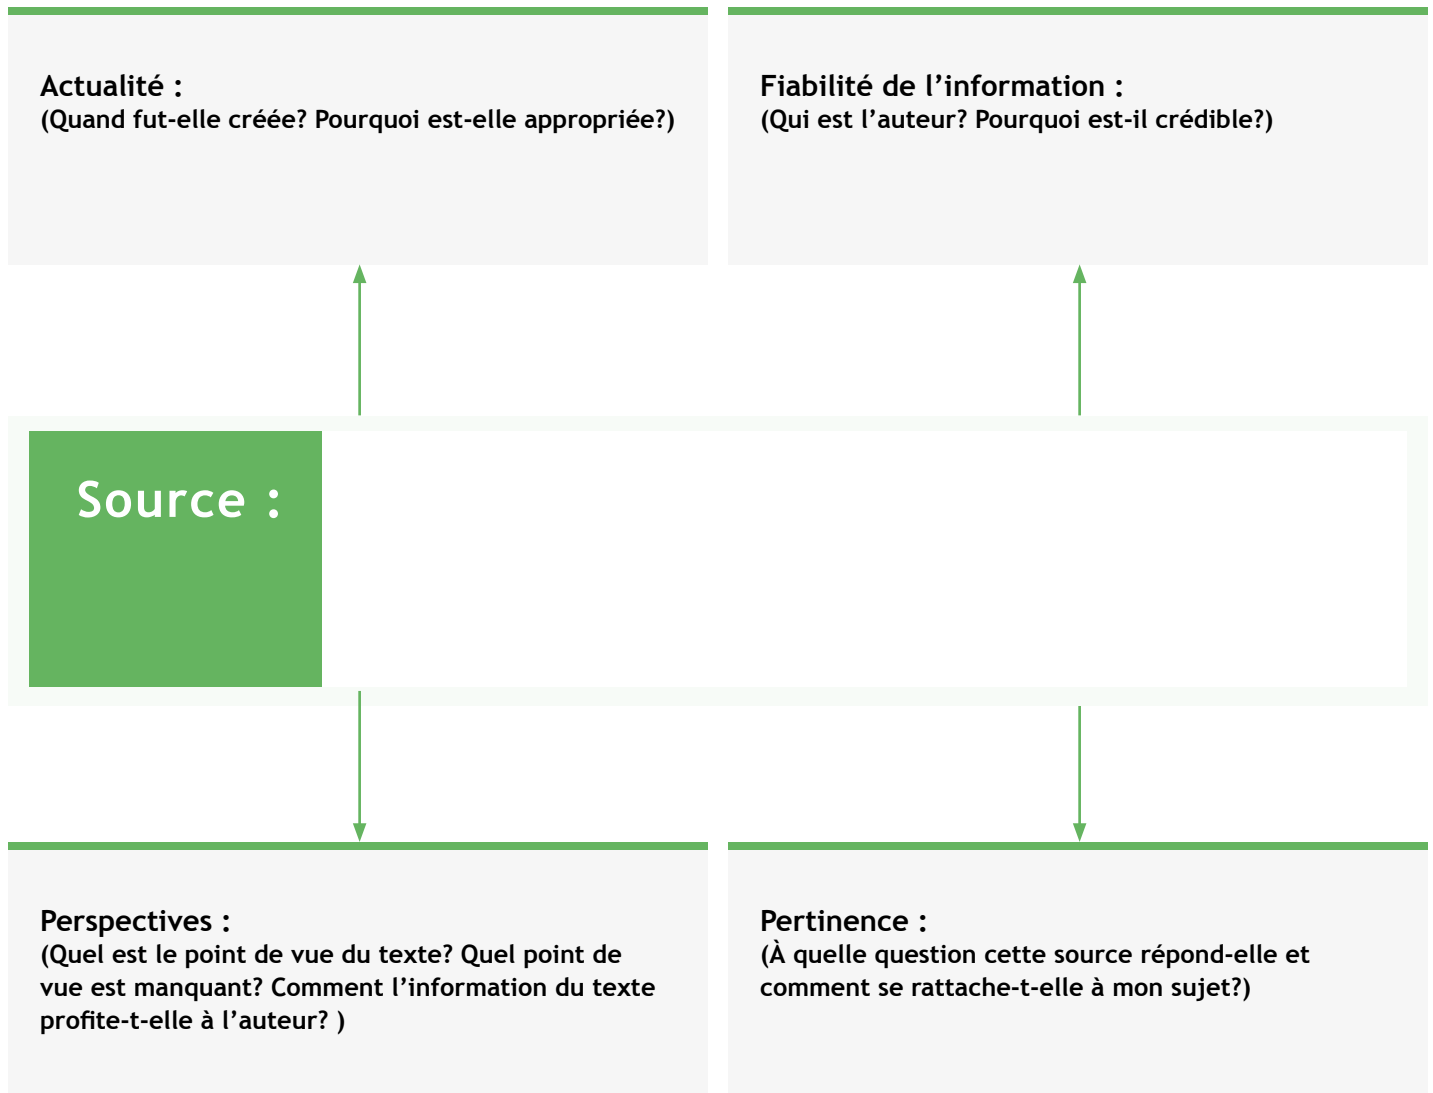 Actualité :
(Quand fut-elle créée? Pourquoi est-elle appropriée?)
Fiabilité de l’information :
(Qui est l’auteur? Pourquoi est-il crédible?)
Source :
Perspectives :
(Quel est le point de vue du texte? Quel point de
vue est manquant? Comment l’information du texte
profite-t-elle à l’auteur? )
Pertinence :
(À quelle question cette source répond-elle et
comment se rattache-t-elle à mon sujet?)